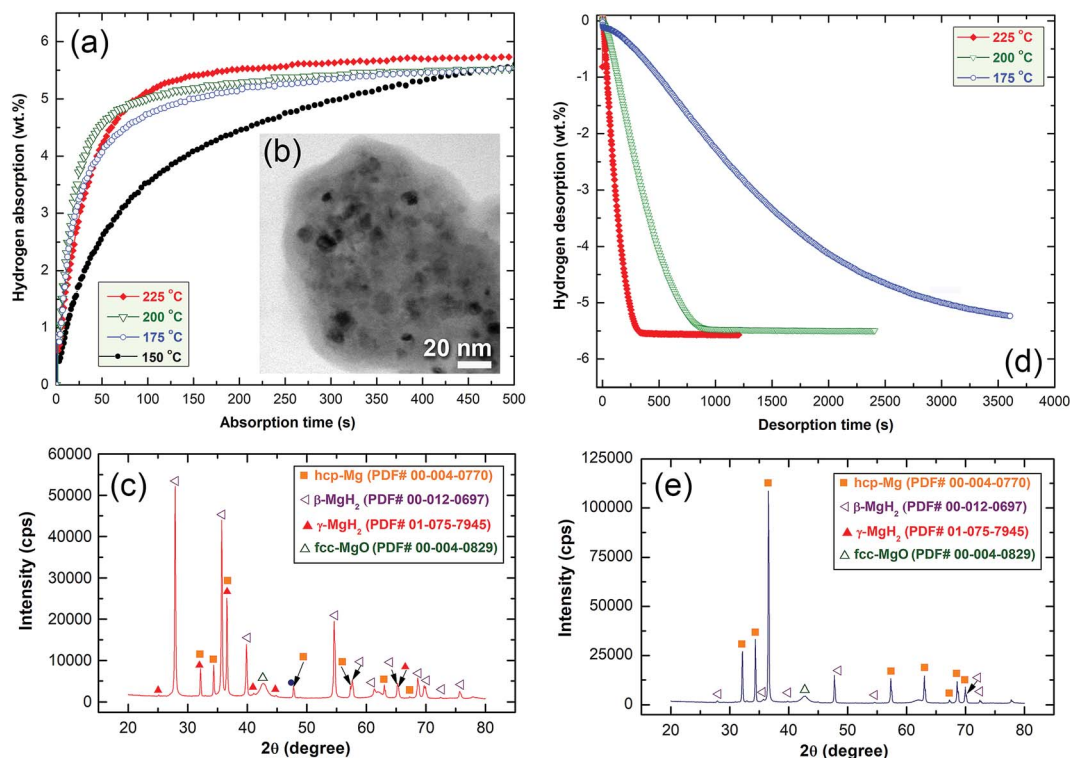 (a)
Hydrogen absorption (wt.%)
6
5
4
3
2
1
0
225 °C
200 °C
175 °C
150 °C
(b)
20 nm
0 50 100 150 200 250 300 350 400 450 500
Absorption time (s)
(d)
Hydrogen desorption (wt.%)
0
-1
-2
-3
-4
-5
-6
225 °C
200 °C
175 °C
0 500 1000 1500 2000 2500 3000 3500 4000
Desorption time (s)
(c)
Intensity (cps)
60000
50000
40000
30000
20000
10000
0
hcp-Mg (PDF# 00-004-0770)
β-MgH₂ (PDF# 00-012-0697)
γ-MgH₂ (PDF# 01-075-7945)
fcc-MgO (PDF# 00-004-0829)
20 30 40 50 60 70 80
2θ (degree)
(e)
Intensity (cps)
125000
100000
75000
50000
25000
0
hcp-Mg (PDF# 00-004-0770)
β-MgH₂ (PDF# 00-012-0697)
γ-MgH₂ (PDF# 01-075-7945)
fcc-MgO (PDF# 00-004-0829)
20 30 40 50 60 70 80
2θ (degree)